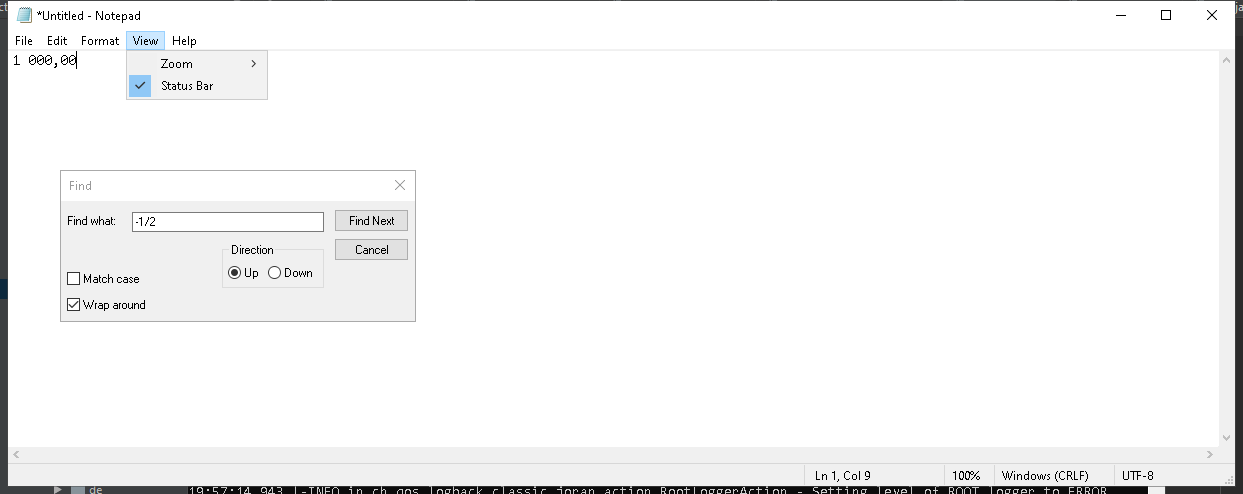 *Untitled - Notepad
File Edit Format View Help
1 000,00
Zoom
Status Bar
Find
Find what: -1/2 Find Next
Direction Cancel
Up Down
Match case
Wrap around
Ln 1, Col 9 100% Windows (CRLF) UTF-8
de 19:57:14,943 |-INFO in ch.qos.logback.classic.joran.action.RootLoggerAction - Setting level of ROOT logger to ERROR